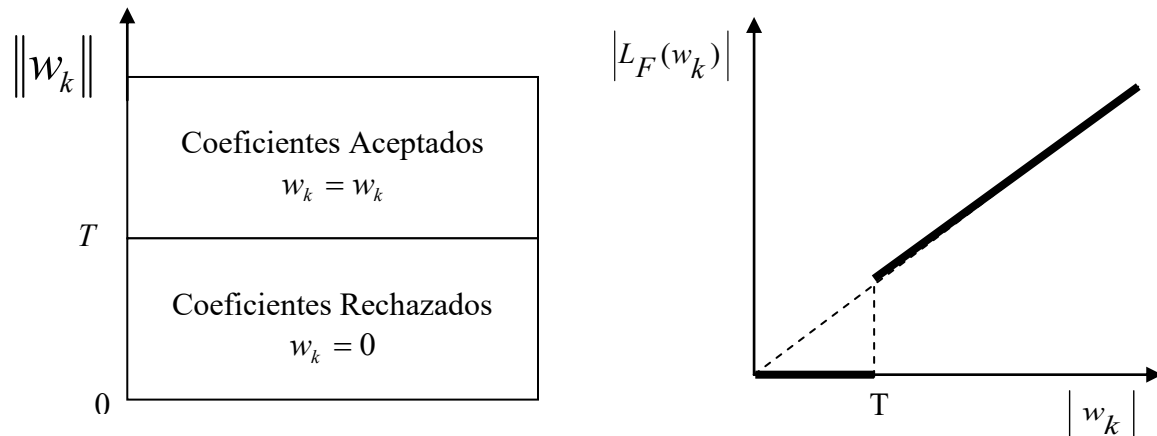 ‖w_k‖
Coeficientes Aceptados
w_k = w_k
T
Coeficientes Rechazados
w_k = 0
0
|L_F(w_k)|
T
|w_k|